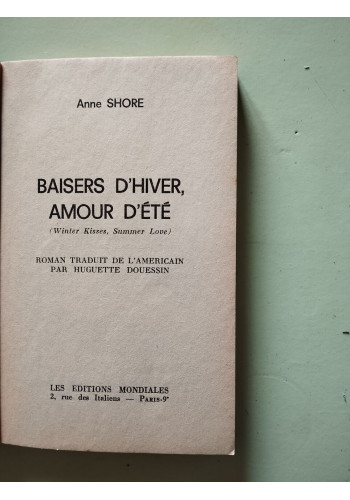 Anne SHORE
BAISERS D'HIVER,
AMOUR D'ÉTÉ
(Winter Kisses, Summer Love)
ROMAN TRADUIT DE L'AMERICAIN
PAR HUGUETTE DOUESSIN
LES EDITIONS MONDIALES
2, rue des Italiens — PARIS-9e